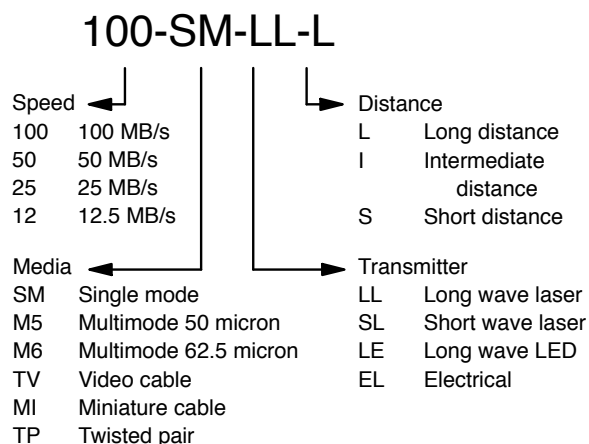 100-SM-LL-L
Speed
100 100 MB/s
50 50 MB/s
25 25 MB/s
12 12.5 MB/s
Distance
L Long distance
I Intermediate
distance
S Short distance
Media
SM Single mode
M5 Multimode 50 micron
M6 Multimode 62.5 micron
TV Video cable
MI Miniature cable
TP Twisted pair
Transmitter
LL Long wave laser
SL Short wave laser
LE Long wave LED
EL Electrical